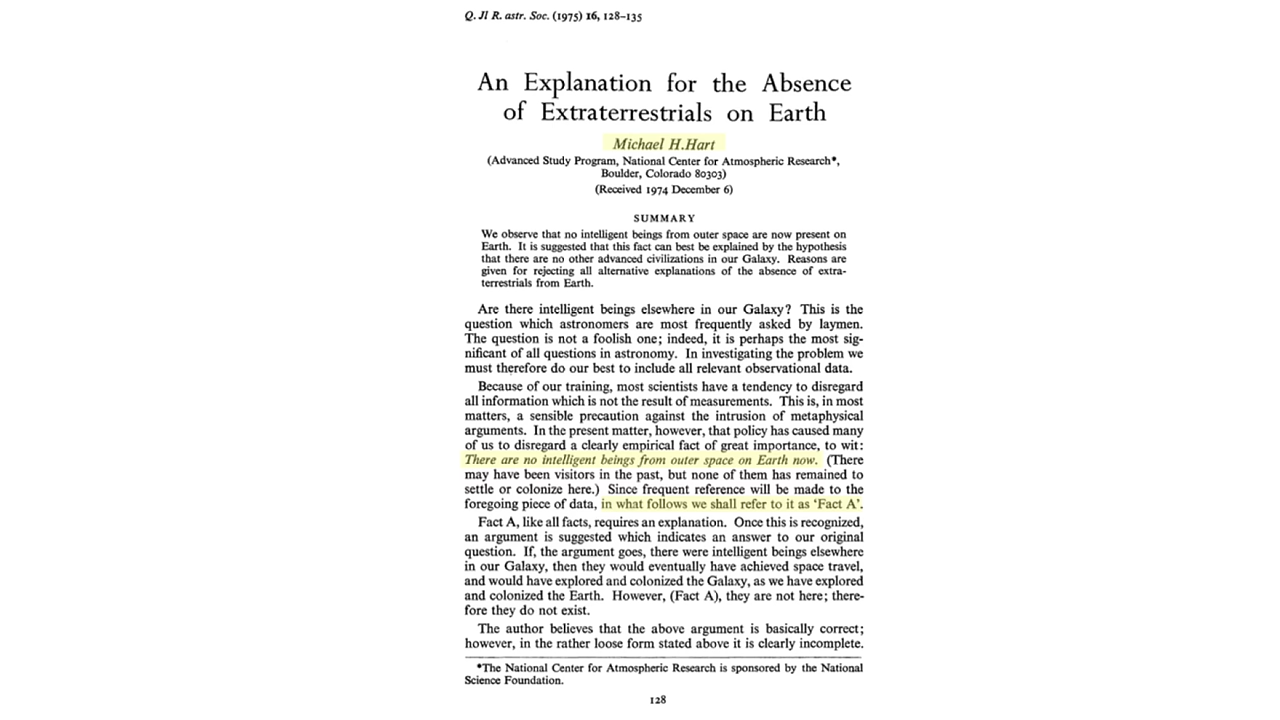 Q. Jl R. astr. Soc. (1975) 16, 128–135
An Explanation for the Absence
of Extraterrestrials on Earth
Michael H.Hart
(Advanced Study Program, National Center for Atmospheric Research*,
Boulder, Colorado 80303)
(Received 1974 December 6)
SUMMARY
We observe that no intelligent beings from outer space are now present on
Earth. It is suggested that this fact can best be explained by the hypothesis
that there are no other advanced civilizations in our Galaxy. Reasons are
given for rejecting all alternative explanations of the absence of extra-
terrestrials from Earth.
Are there intelligent beings elsewhere in our Galaxy? This is the
question which astronomers are most frequently asked by laymen.
The question is not a foolish one; indeed, it is perhaps the most sig-
nificant of all questions in astronomy. In investigating the problem we
must therefore do our best to include all relevant observational data.
Because of our training, most scientists have a tendency to disregard
all information which is not the result of measurements. This is, in most
matters, a sensible precaution against the intrusion of metaphysical
arguments. In the present matter, however, that policy has caused many
of us to disregard a clearly empirical fact of great importance, to wit:
There are no intelligent beings from outer space on Earth now. (There
may have been visitors in the past, but none of them has remained to
settle or colonize here.) Since frequent reference will be made to the
foregoing piece of data, in what follows we shall refer to it as ‘Fact A’.
Fact A, like all facts, requires an explanation. Once this is recognized,
an argument is suggested which indicates an answer to our original
question. If, the argument goes, there were intelligent beings elsewhere
in our Galaxy, then they would eventually have achieved space travel,
and would have explored and colonized the Galaxy, as we have explored
and colonized the Earth. However, (Fact A), they are not here; there-
fore they do not exist.
The author believes that the above argument is basically correct;
however, in the rather loose form stated above it is clearly incomplete.
*The National Center for Atmospheric Research is sponsored by the National
Science Foundation.
128